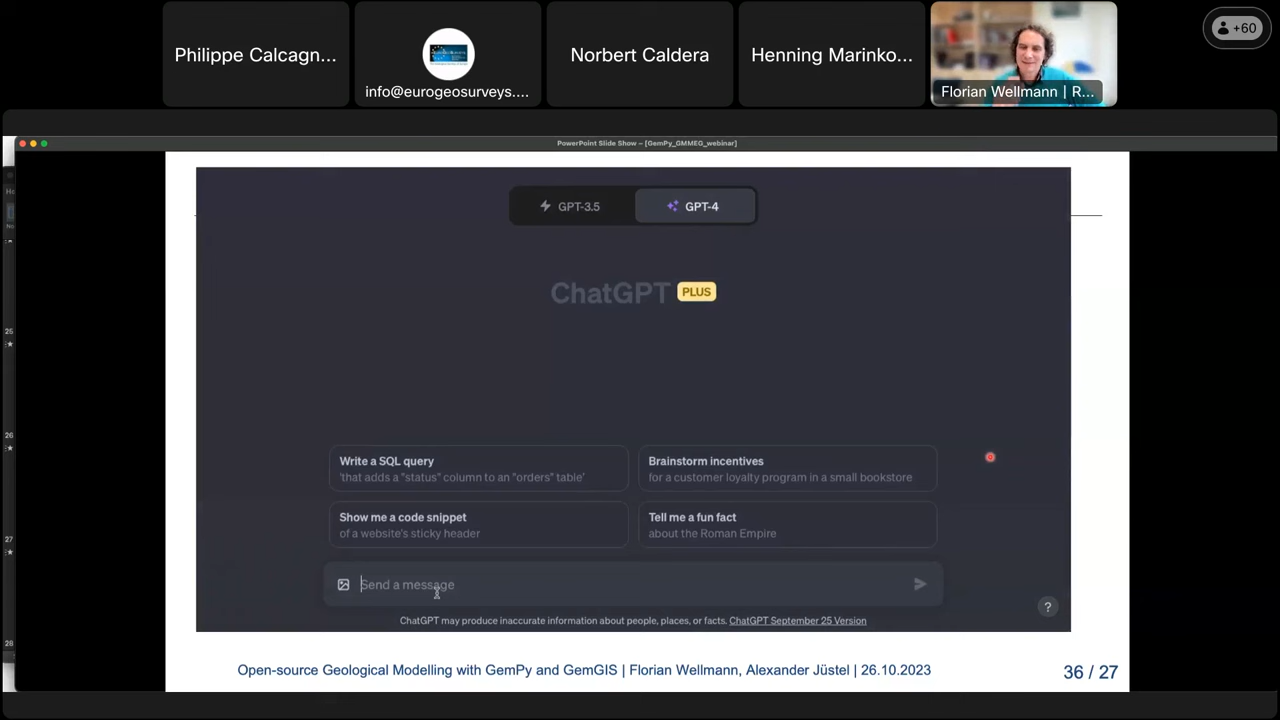 Philippe Calcagn...
info@eurogeosurveys....
Norbert Caldera
Henning Marinko...
Florian Wellmann | R...
+60
PowerPoint Slide Show – [GemPy_GMMEG_webinar]
GPT-3.5
GPT-4
ChatGPT PLUS
Write a SQL query
'that adds a "status" column to an "orders" table'
Brainstorm incentives
for a customer loyalty program in a small bookstore
Show me a code snippet
of a website's sticky header
Tell me a fun fact
about the Roman Empire
Send a message
ChatGPT may produce inaccurate information about people, places, or facts. ChatGPT September 25 Version
?
25
26
27
28
Open-source Geological Modelling with GemPy and GemGIS | Florian Wellmann, Alexander Jüstel | 26.10.2023
36 / 27